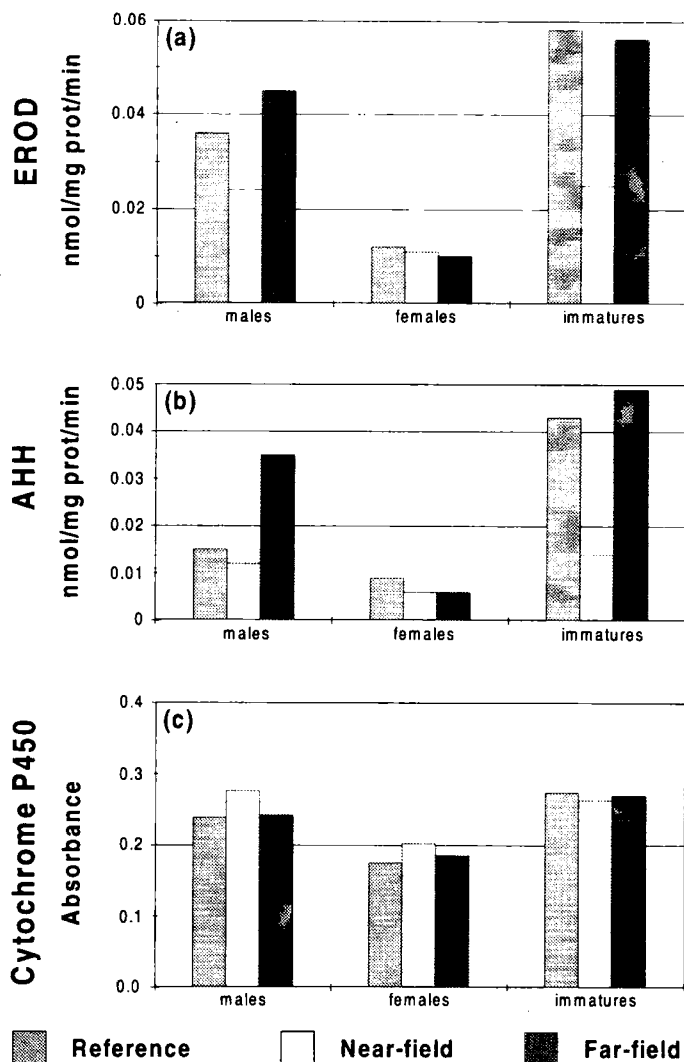 EROD
nmol/mg prot/min
(a)
0.06
0.04
0.02
0
males females immatures
AHH
nmol/mg prot/min
(b)
0.05
0.04
0.03
0.02
0.01
0
males females immatures
Cytochrome P450
Absorbance
(c)
0.4
0.3
0.2
0.1
0.0
males females immatures
Reference Near-field Far-field